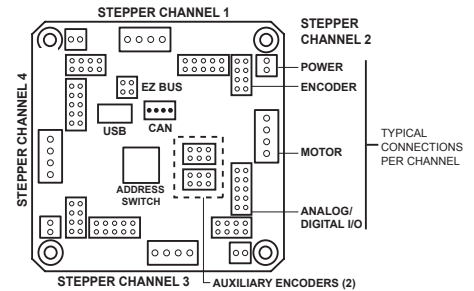 STEPPER CHANNEL 1
STEPPER
CHANNEL 2
POWER
ENCODER
EZ BUS
USB
CAN
STEPPER CHANNEL 4
TYPICAL
CONNECTIONS
PER CHANNEL
MOTOR
ADDRESS
SWITCH
ANALOG/
DIGITAL I/O
STEPPER CHANNEL 3
AUXILIARY ENCODERS (2)